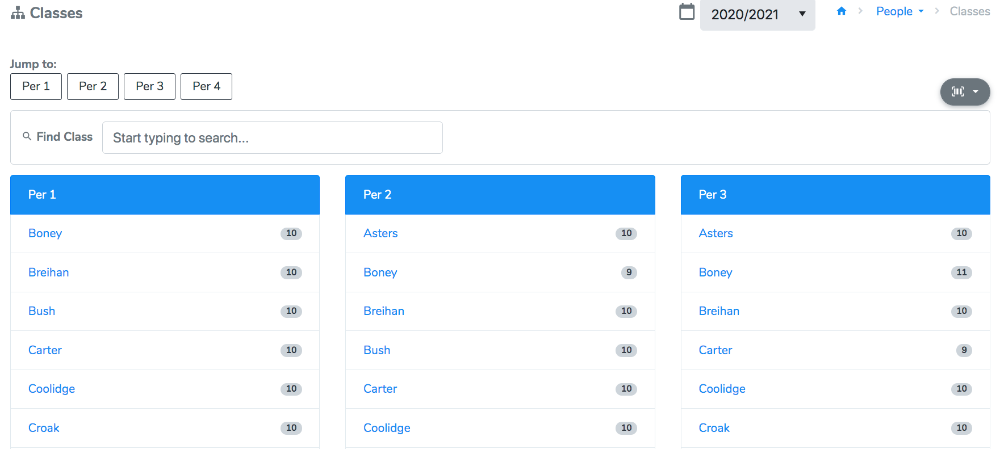 Classes
2020/2021
People
Classes
Jump to:
Per 1
Per 2
Per 3
Per 4
Find Class
Start typing to search...
Per 1
Boney 10
Breihan 10
Bush 10
Carter 10
Coolidge 10
Croak 10
Per 2
Asters 10
Boney 9
Breihan 10
Bush 10
Carter 10
Coolidge 10
Per 3
Asters 10
Boney 11
Breihan 10
Carter 9
Coolidge 10
Croak 10